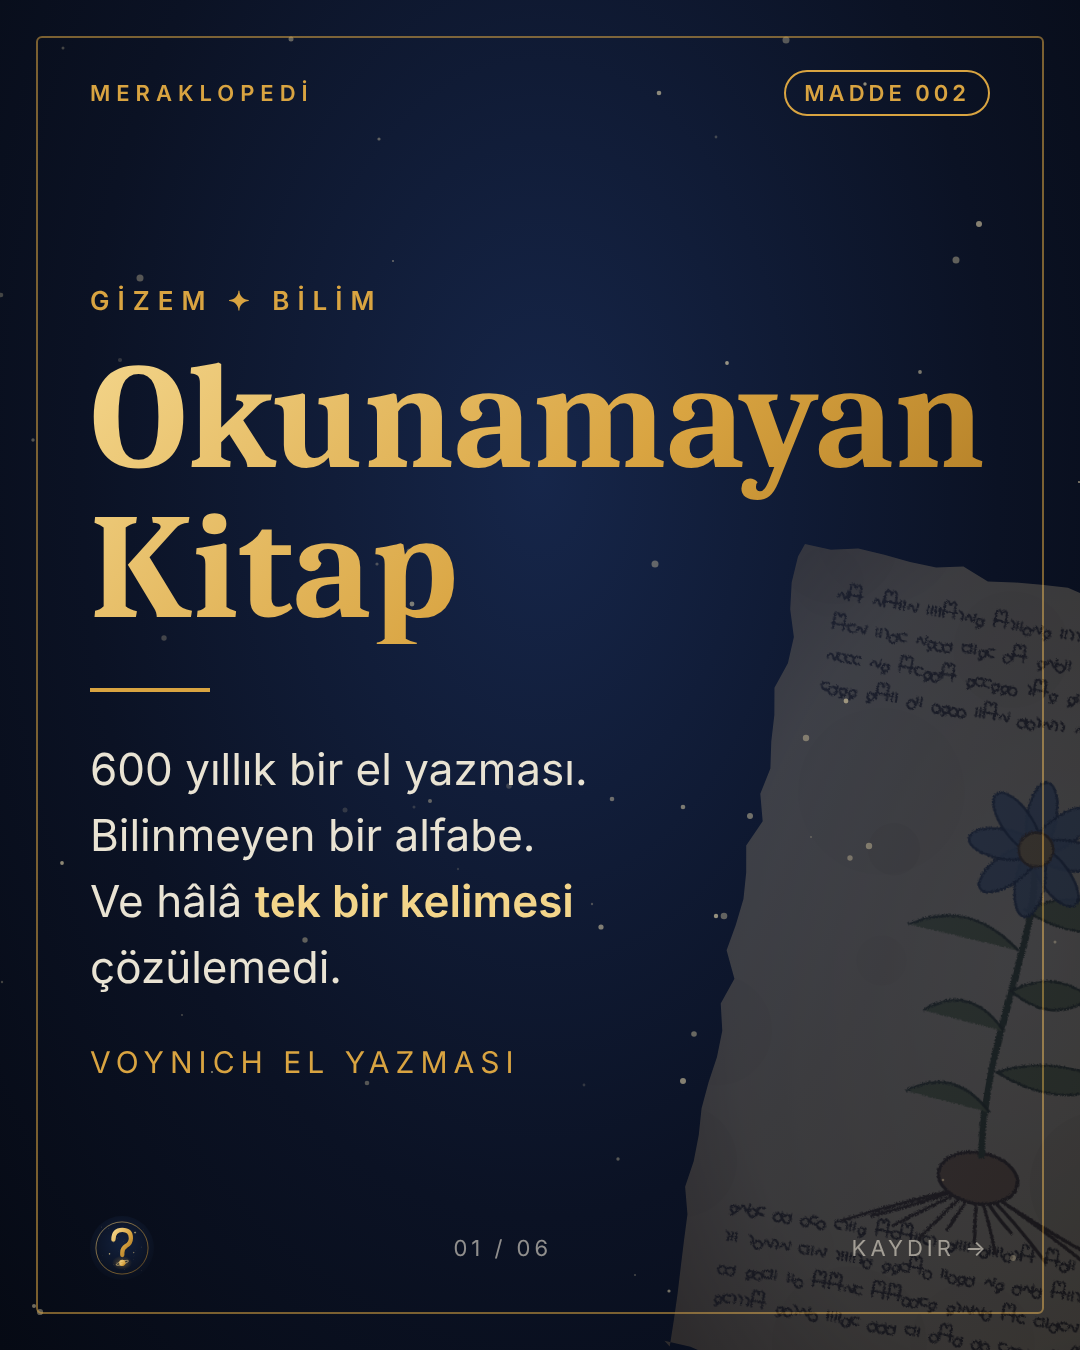 MERAKLOPEDİ
MADDE 002
GİZEM ✦ BİLİM
Okunamayan
Kitap
600 yıllık bir el yazması.
Bilinmeyen bir alfabe.
Ve hâlâ tek bir kelimesi
çözülemedi.
VOYNICH EL YAZMASI
?
01 / 06
KAYDIR →